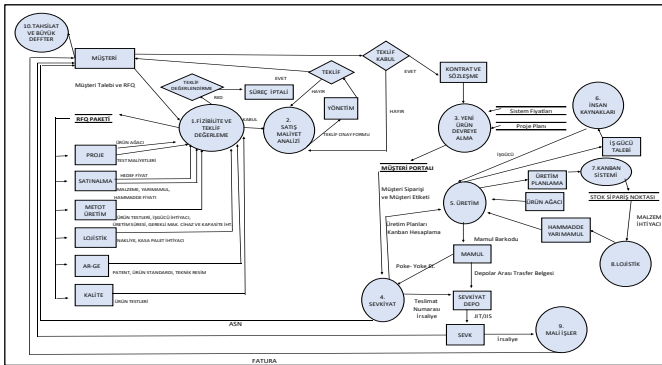 10.TAHSİLAT
VE BÜYÜK
DEFFTER
MÜŞTERİ
Müşteri Talebi ve RFQ
RFQ PAKETİ
TEKLİF
DEĞERLENDİRME
RED
EVET
SÜREÇ İPTALİ
HAYIR
TEKLİF
YÖNETİM
TEKLİF ONAY FORMU
TEKLİF
KABUL
EVET
HAYIR
KONTRAT VE
SÖZLEŞME
1.FİZİBİLİTE VE
TEKLİF
DEĞERLEME
KABUL
2.
SATIŞ
MALİYET
ANALİZİ
3. YENİ
ÜRÜN
DEVREYE
ALMA
Sistem Fiyatları
Proje Planı
6.
İNSAN
KAYNAKLARI
İŞGÜCÜ
İŞ GÜCÜ
TALEBİ
PROJE
ÜRÜN AĞACI
TEST MALİYETLERİ
SATINALMA
HEDEF FİYAT
MALZEME, YARIMAMUL,
HAMMADDE FİYATI
METOT
ÜRETİM
ÜRÜN TESTLERİ, İŞGÜCÜ İHTİYACI,
ÜRETİM SÜRESİ, GEREKLİ MAK. CİHAZ VE KAPASİTE İHT.
LOJİSTİK
NAKLİYE, KASA PALET İHTİYACI
AR-GE
PATENT, ÜRÜN STANDARDI, TEKNİK RESİM
KALİTE
ÜRÜN TESTLERİ
MÜŞTERİ PORTALI
Müşteri Siparişi
ve Müşteri Etiketi
ÜRETİM
PLANLAMA
7.KANBAN
SİSTEMİ
STOK SİPARİŞ NOKTASI
5. ÜRETİM
ÜRÜN AĞACI
HAMMADDE
YARI MAMUL
MALZEM
İHTİYACI
8.LOJİSTİK
Üretim Planları
Kanban Hesaplama
Mamul Barkodu
MAMUL
Poke- Yoke Et.
Depolar Arası Trasfer Belgesi
4.
SEVKİYAT
Teslimat
Numarası
İrsaliye
SEVKİYAT
DEPO
JIT/JIS
SEVK
İrsaliye
9.
MALİ İŞLER
ASN
FATURA